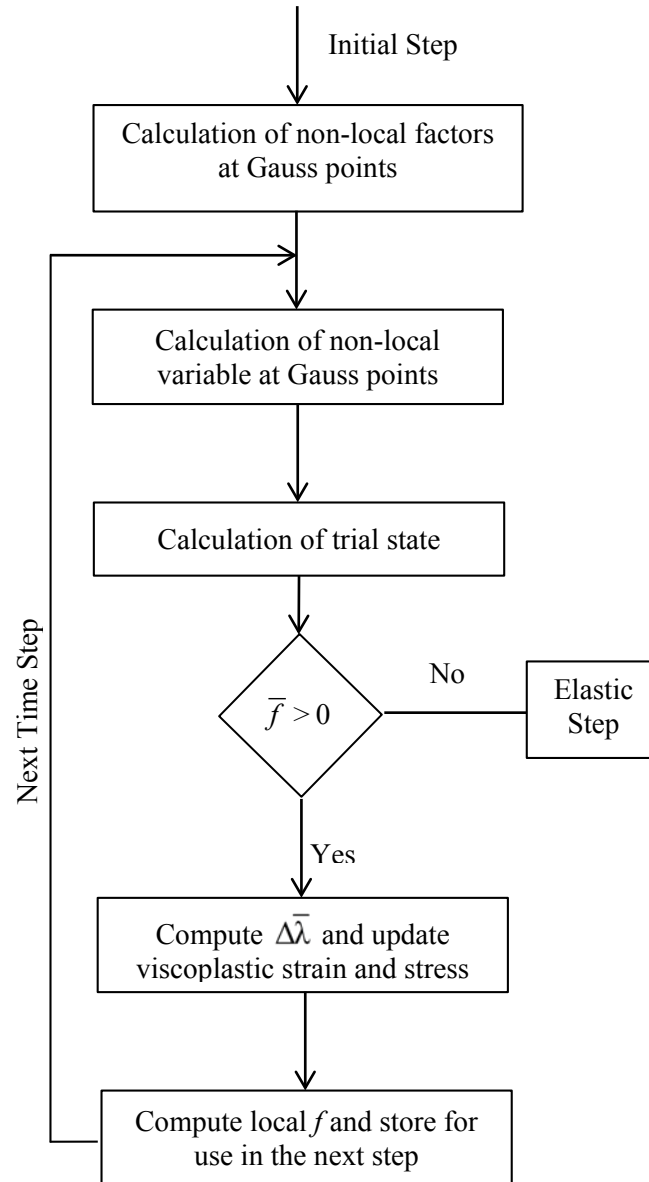 Initial Step
Calculation of non-local factors
at Gauss points
Calculation of non-local
variable at Gauss points
Calculation of trial state
Next Time Step
f̅ > 0
No
Elastic
Step
Yes
Compute Δλ̅ and update
viscoplastic strain and stress
Compute local f and store for
use in the next step